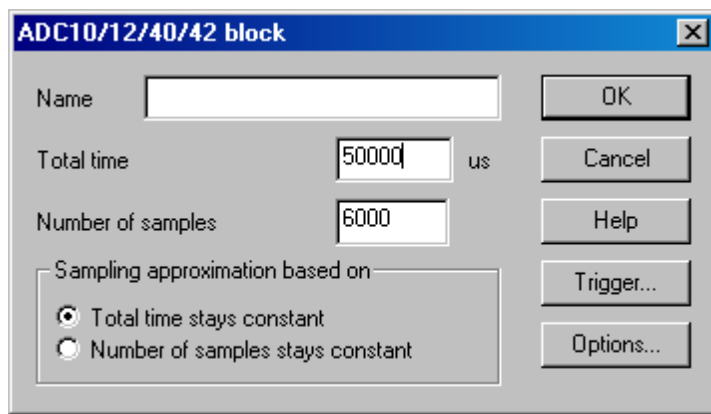 ADC10/12/40/42 block
Name
OK
Total time 50000 us
Cancel
Number of samples 6000
Help
Sampling approximation based on
Trigger...
Total time stays constant
Number of samples stays constant
Options...